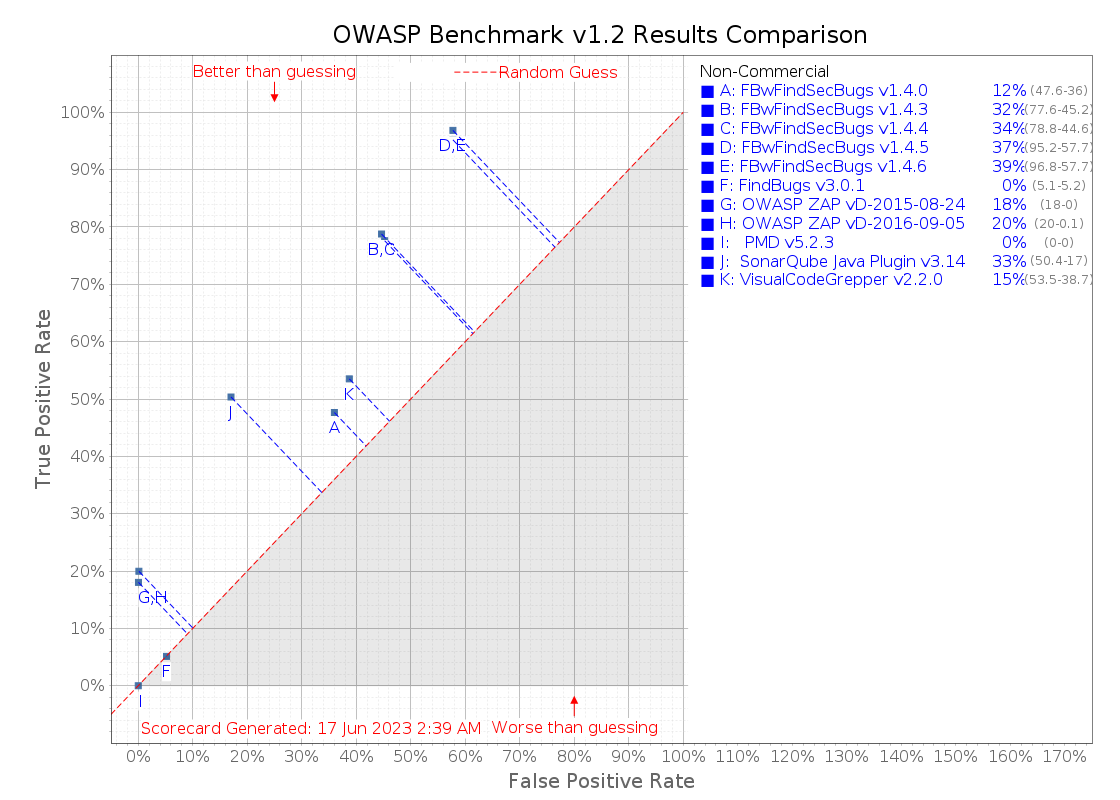 OWASP Benchmark v1.2 Results Comparison
Better than guessing
Random Guess
Non-Commercial
A: FBwFindSecBugs v1.4.0 12% (47.6-36)
B: FBwFindSecBugs v1.4.3 32% (77.6-45.2)
C: FBwFindSecBugs v1.4.4 34% (78.8-44.6)
D: FBwFindSecBugs v1.4.5 37% (95.2-57.7)
E: FBwFindSecBugs v1.4.6 39% (96.8-57.7)
F: FindBugs v3.0.1 0% (5.1-5.2)
G: OWASP ZAP vD-2015-08-24 18% (18-0)
H: OWASP ZAP vD-2016-09-05 20% (20-0.1)
I: PMD v5.2.3 0% (0-0)
J: SonarQube Java Plugin v3.14 33% (50.4-17)
K: VisualCodeGrepper v2.2.0 15% (53.5-38.7)
True Positive Rate
100%
90%
80%
70%
60%
50%
40%
30%
20%
10%
0%
D,E
B,C
K
J
A
G,H
F
I
Scorecard Generated: 17 Jun 2023 2:39 AM
Worse than guessing
0% 10% 20% 30% 40% 50% 60% 70% 80% 90% 100% 110% 120% 130% 140% 150% 160% 170%
False Positive Rate